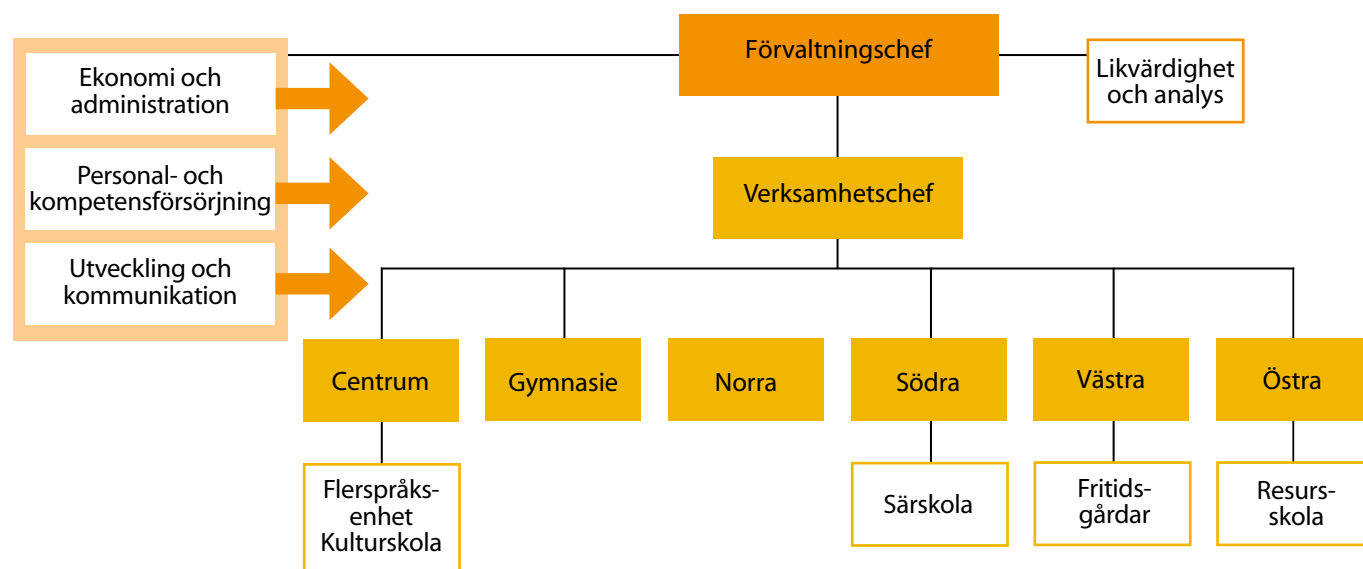 Förvaltningschef
Likvärdighet
och analys
Ekonomi och
administration
Personal- och
kompetensförsörjning
Utveckling och
kommunikation
Verksamhetschef
Centrum
Gymnasie
Norra
Södra
Västra
Östra
Flerspråks-
enhet
Kulturskola
Särskola
Fritids-
gårdar
Resurs-
skola